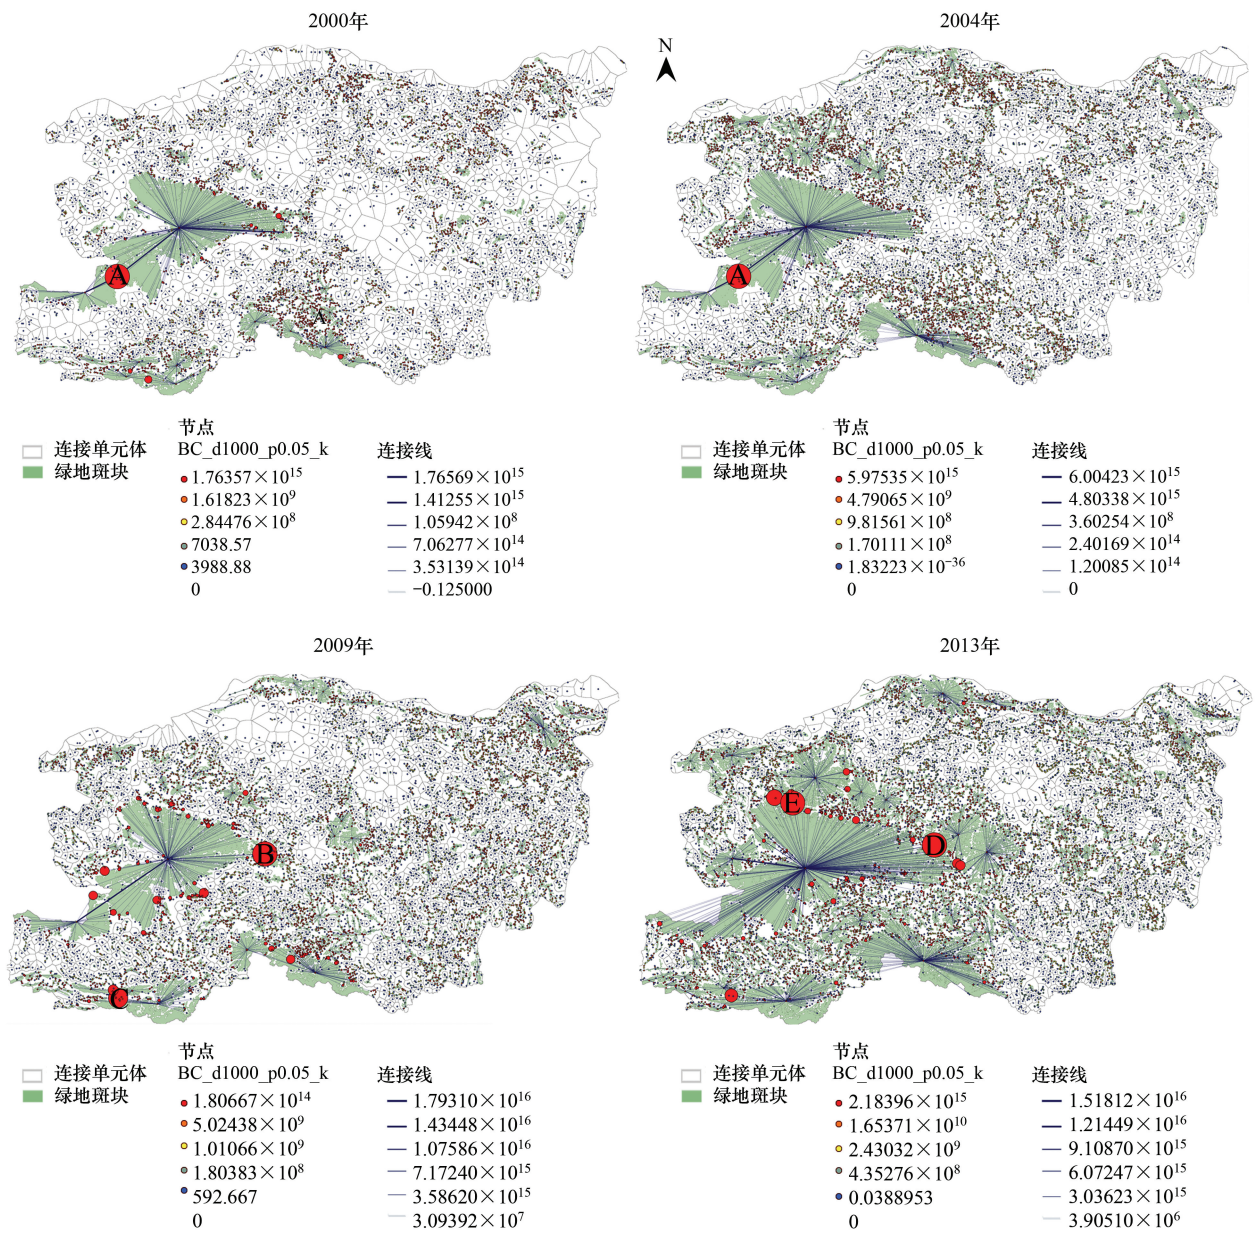 2000年
A
A
节点
BC_d1000_p0.05_k
连接单元体
绿地斑块
1.76357×10¹⁵
1.61823×10⁹
2.84476×10⁸
7038.57
3988.88
0
连接线
1.76569×10¹⁵
1.41255×10¹⁵
1.05942×10⁸
7.06277×10¹⁴
3.53139×10¹⁴
−0.125000
2004年
N
A
节点
BC_d1000_p0.05_k
连接单元体
绿地斑块
5.97535×10¹⁵
4.79065×10⁹
9.81561×10⁸
1.70111×10⁸
1.83223×10⁻³⁶
0
连接线
6.00423×10¹⁵
4.80338×10¹⁵
3.60254×10⁸
2.40169×10¹⁴
1.20085×10¹⁴
0
2009年
B
C
节点
BC_d1000_p0.05_k
连接单元体
绿地斑块
1.80667×10¹⁴
5.02438×10⁹
1.01066×10⁹
1.80383×10⁸
592.667
0
连接线
1.79310×10¹⁶
1.43448×10¹⁶
1.07586×10¹⁶
7.17240×10¹⁵
3.58620×10¹⁵
3.09392×10⁷
2013年
E
D
节点
BC_d1000_p0.05_k
连接单元体
绿地斑块
2.18396×10¹⁵
1.65371×10¹⁰
2.43032×10⁹
4.35276×10⁸
0.0388953
0
连接线
1.51812×10¹⁶
1.21449×10¹⁶
9.10870×10¹⁵
6.07247×10¹⁵
3.03623×10¹⁵
3.90510×10⁶